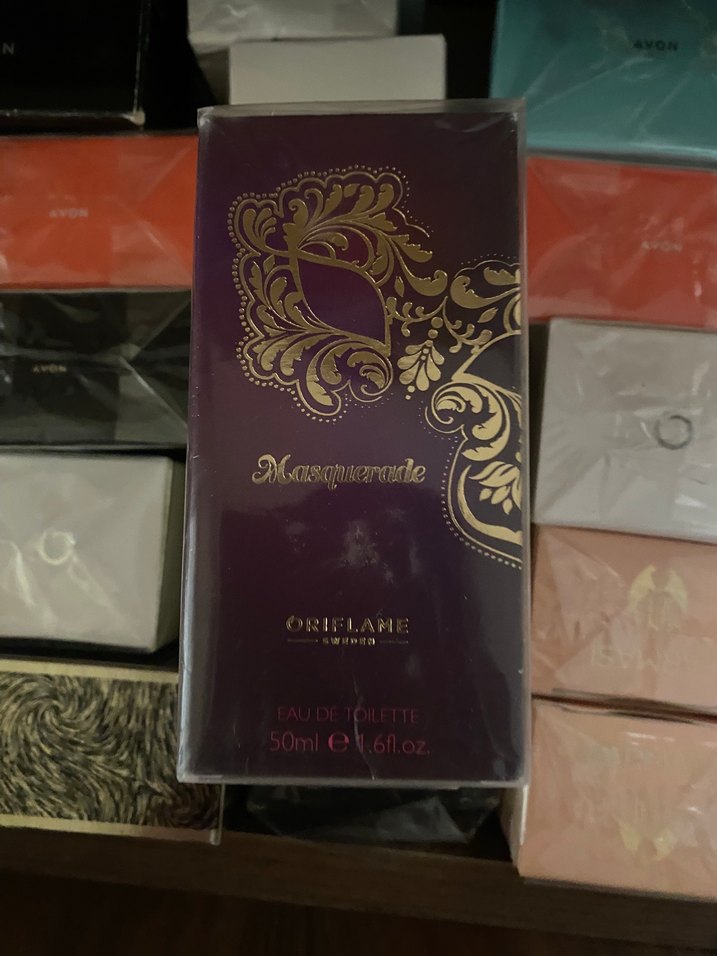 N
AVON
AVON
AVON
AVON
Masquerade
ORIFLAME
SWEDEN
EAU DE TOILETTE
50ml e 1.6fl.oz.